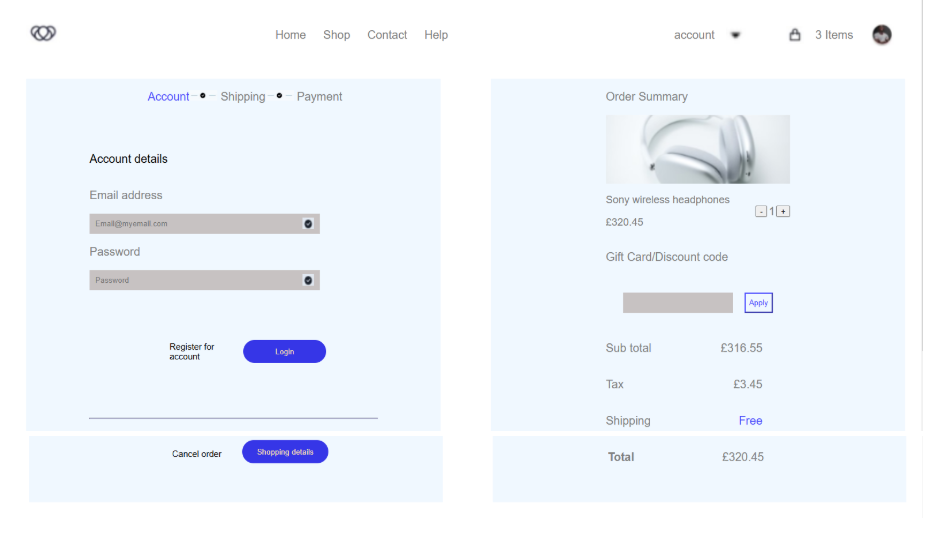 Home Shop Contact Help account 3 Items
Account Shipping Payment
Account details
Email address
Email@myemail.com
Password
Password
Register for
account
Login
Cancel order
Shopping details
Order Summary
Sony wireless headphones
£320.45
- 1 +
Gift Card/Discount code
Apply
Sub total £316.55
Tax £3.45
Shipping Free
Total £320.45